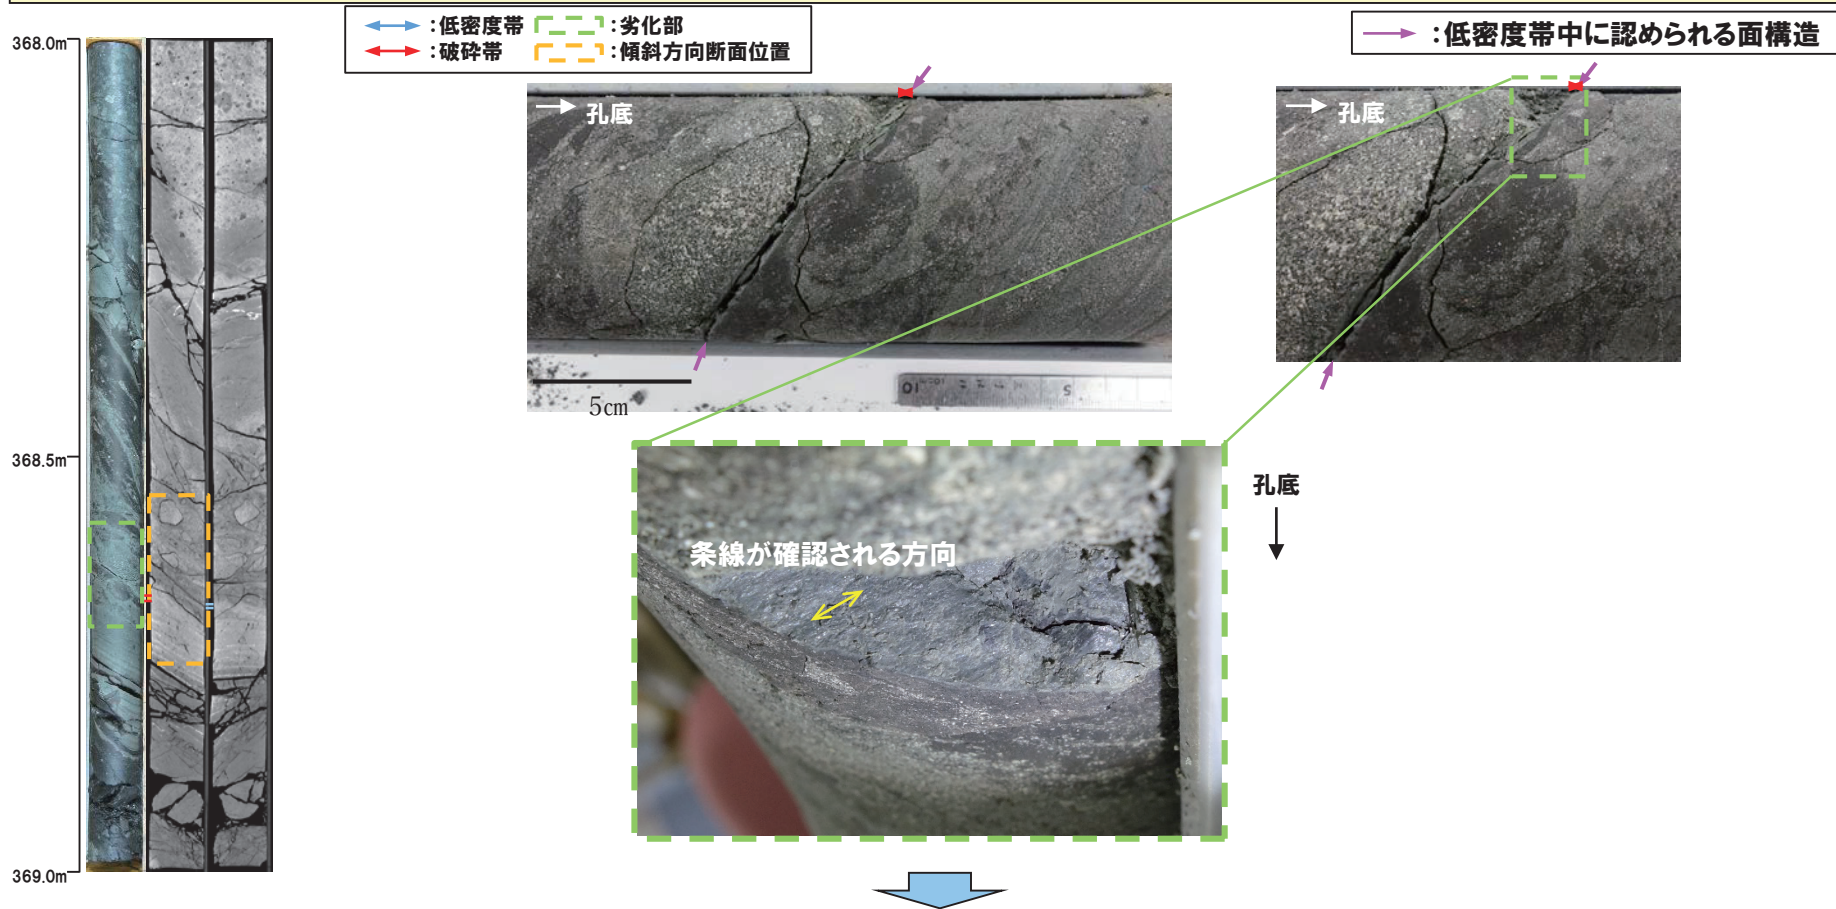 :低密度帯
:劣化部
:破砕帯
:傾斜方向断面位置
:低密度帯中に認められる面構造
368.0m
368.5m
369.0m
孔底
5cm
10
5
孔底
条線が確認される方向
孔底